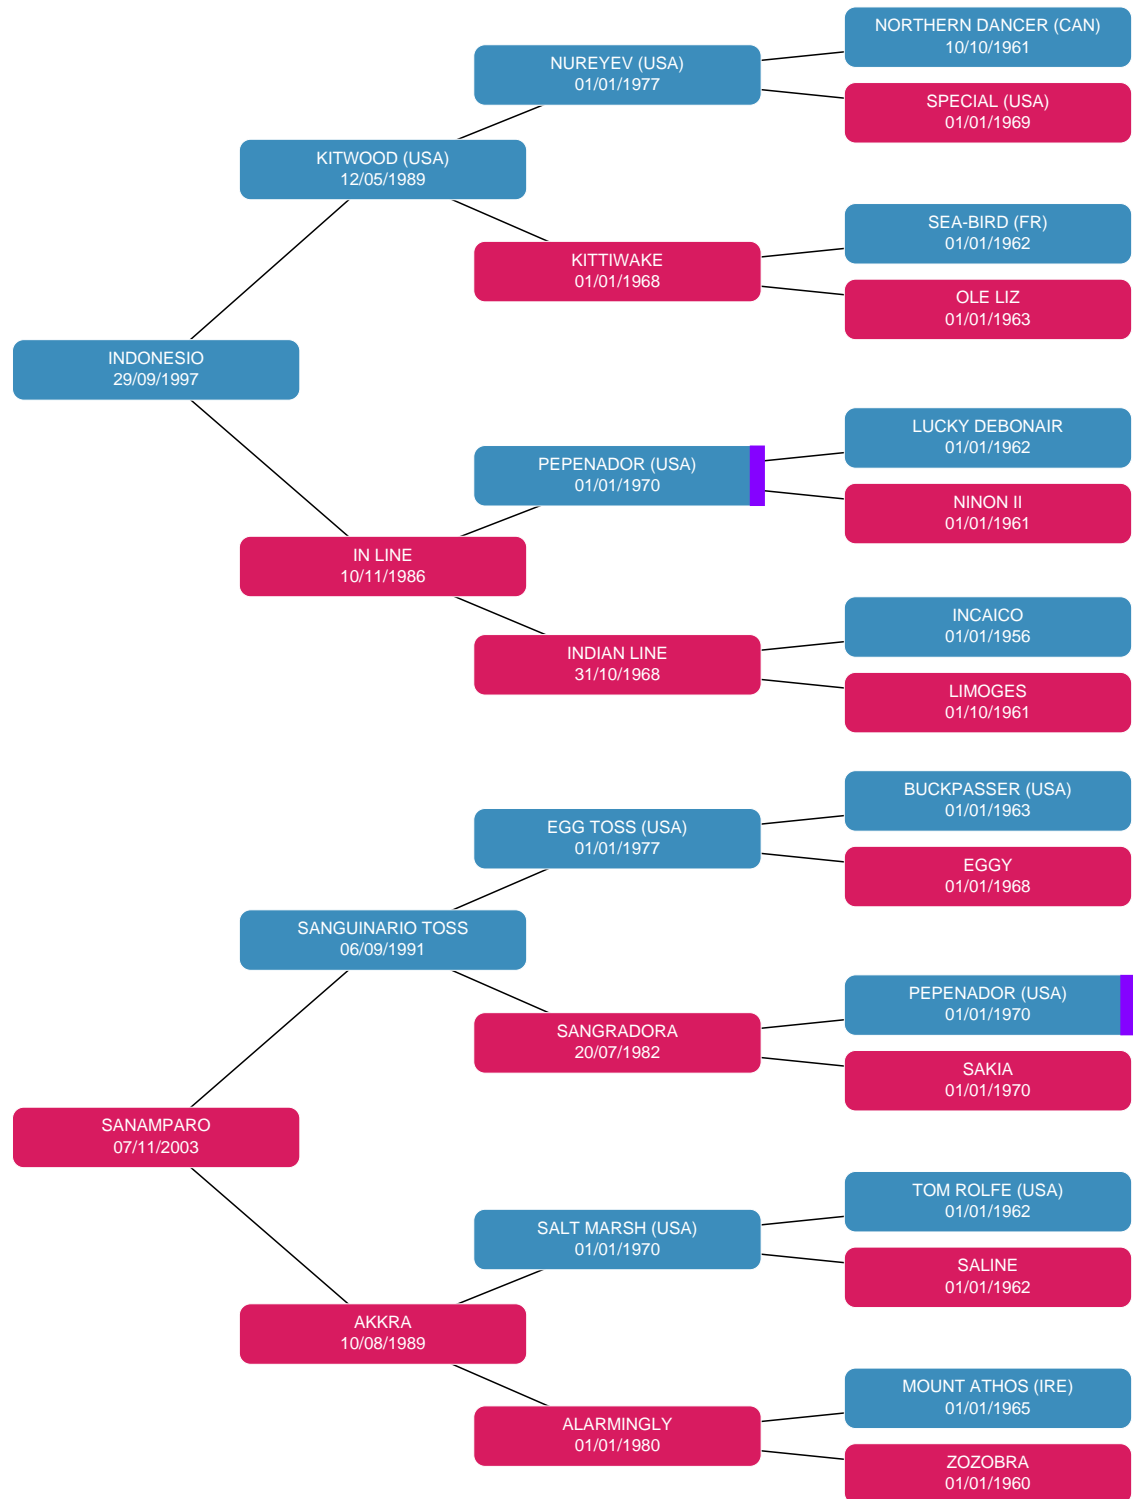 NORTHERN DANCER (CAN)
10/10/1961
NUREYEV (USA)
01/01/1977
SPECIAL (USA)
01/01/1969
KITWOOD (USA)
12/05/1989
SEA-BIRD (FR)
01/01/1962
KITTIWAKE
01/01/1968
OLE LIZ
01/01/1963
INDONESIO
29/09/1997
LUCKY DEBONAIR
01/01/1962
PEPENADOR (USA)
01/01/1970
NINON II
01/01/1961
IN LINE
10/11/1986
INCAICO
01/01/1956
INDIAN LINE
31/10/1968
LIMOGES
01/10/1961
BUCKPASSER (USA)
01/01/1963
EGG TOSS (USA)
01/01/1977
EGGY
01/01/1968
SANGUINARIO TOSS
06/09/1991
PEPENADOR (USA)
01/01/1970
SANGRADORA
20/07/1982
SAKIA
01/01/1970
SANAMPARO
07/11/2003
TOM ROLFE (USA)
01/01/1962
SALT MARSH (USA)
01/01/1970
SALINE
01/01/1962
AKKRA
10/08/1989
MOUNT ATHOS (IRE)
01/01/1965
ALARMINGLY
01/01/1980
ZOZOBRA
01/01/1960